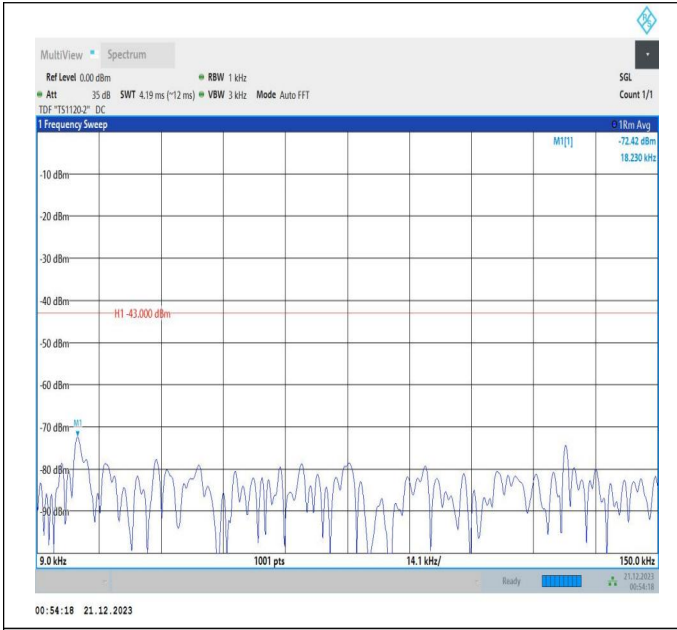 R S
MultiView Spectrum
Ref Level 0.00 dBm RBW 1 kHz SGL
Att 35 dB SWT 4.19 ms (~12 ms) VBW 3 kHz Mode Auto FFT Count 1/1
TDF "TS1120-2" DC
1 Frequency Sweep 1Rm Avg
M1[1] -72.42 dBm
18.230 kHz
-10 dBm
-20 dBm
-30 dBm
-40 dBm
H1 -43.000 dBm
-50 dBm
-60 dBm
-70 dBm
M1
-80 dBm
-90 dBm
9.0 kHz 1001 pts 14.1 kHz/ 150.0 kHz
Ready 21.12.2023
00:54:18
00:54:18 21.12.2023